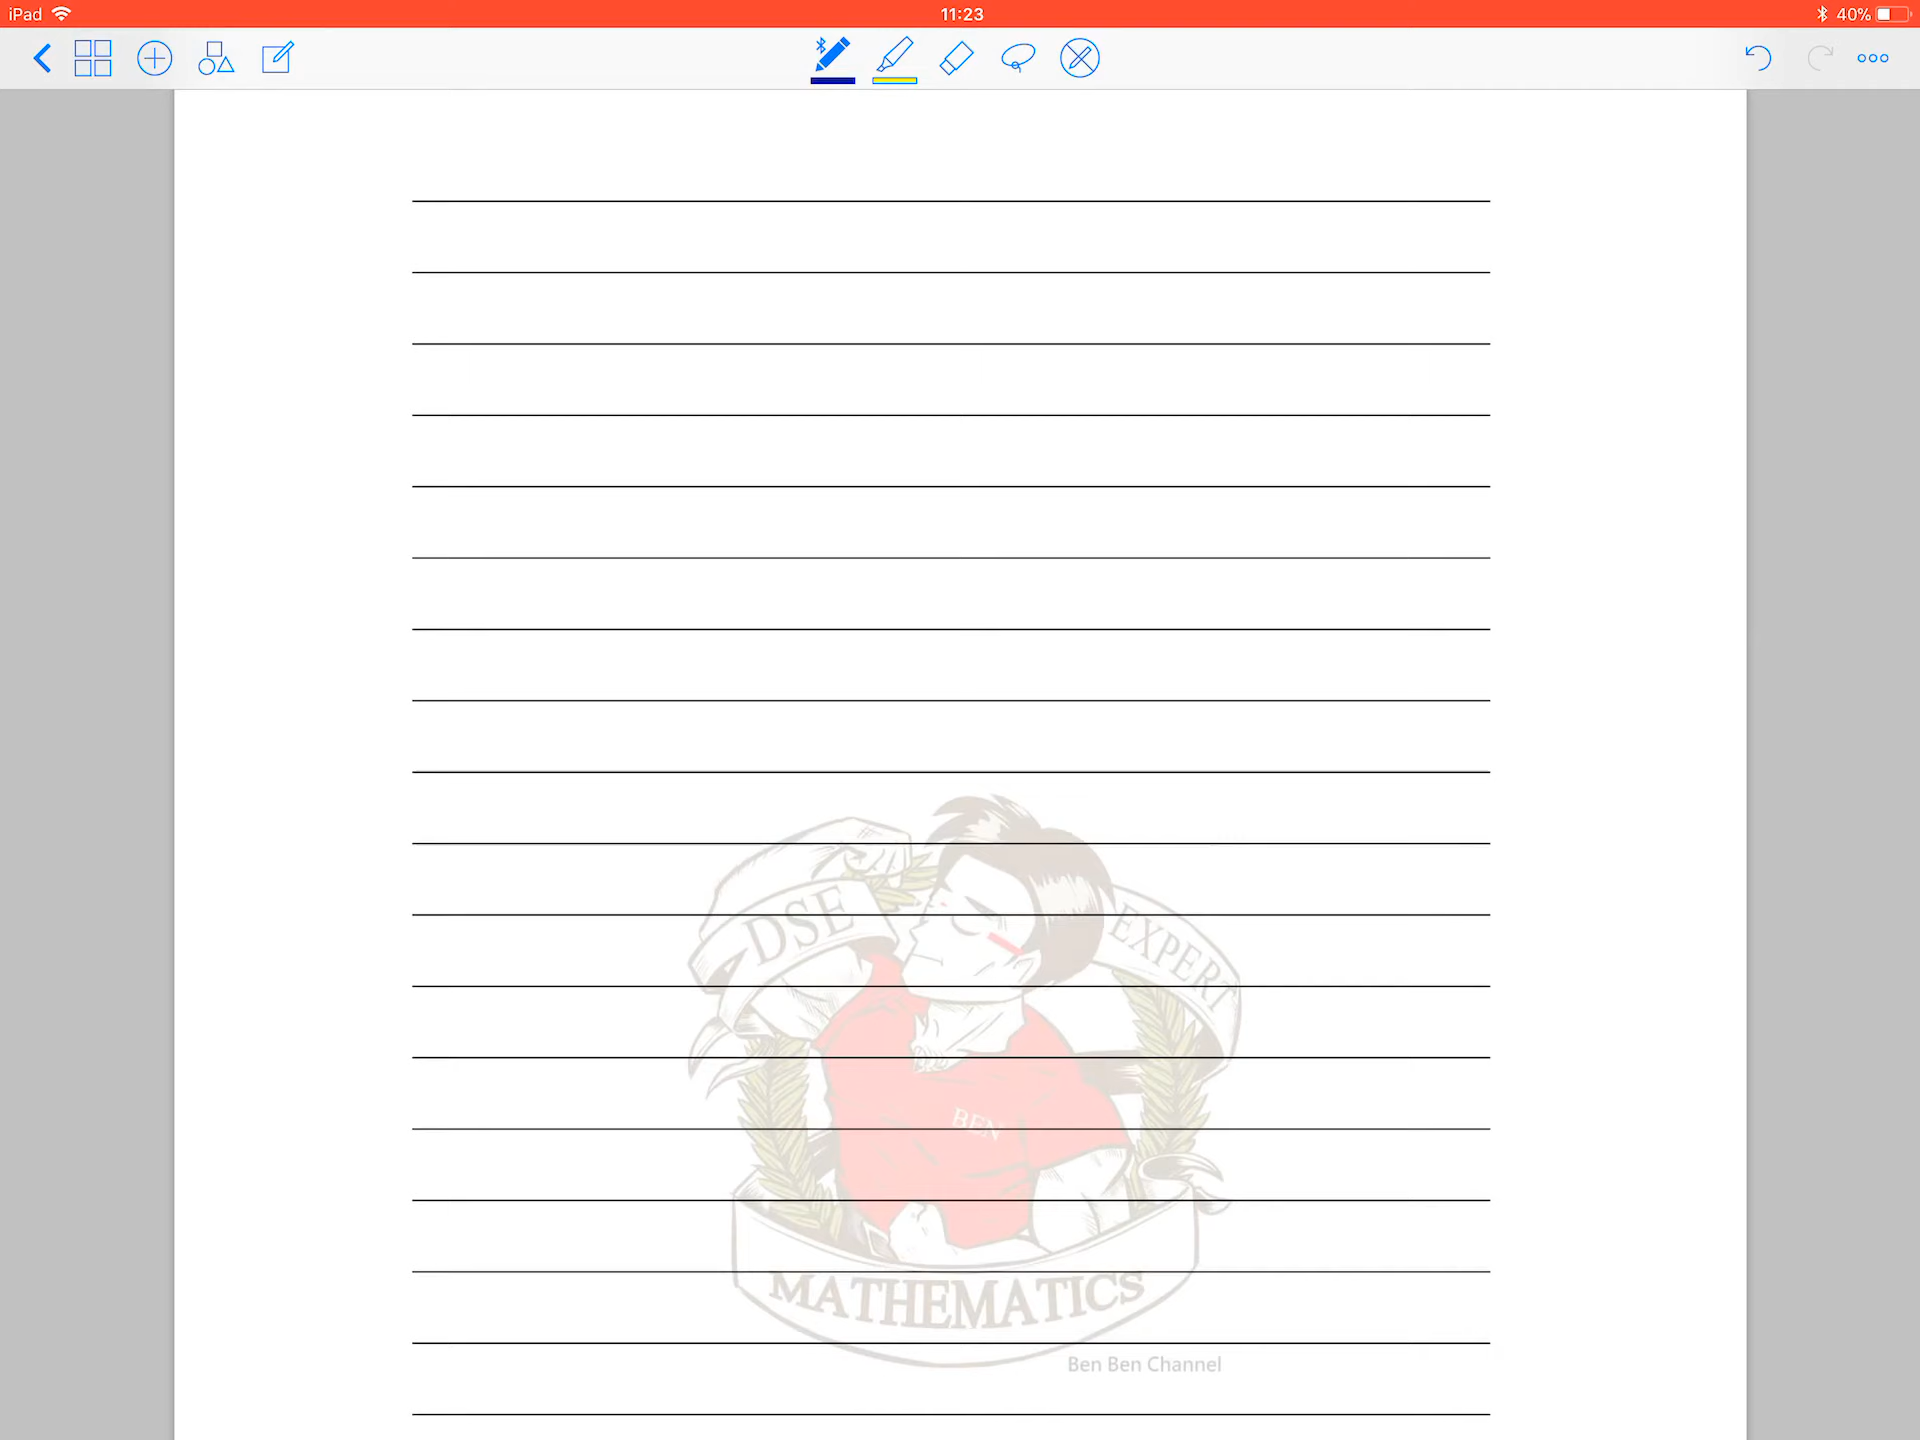 iPad 11:23 40%
DSE
EXPERT
BEN
MATHEMATICS
Ben Ben Channel